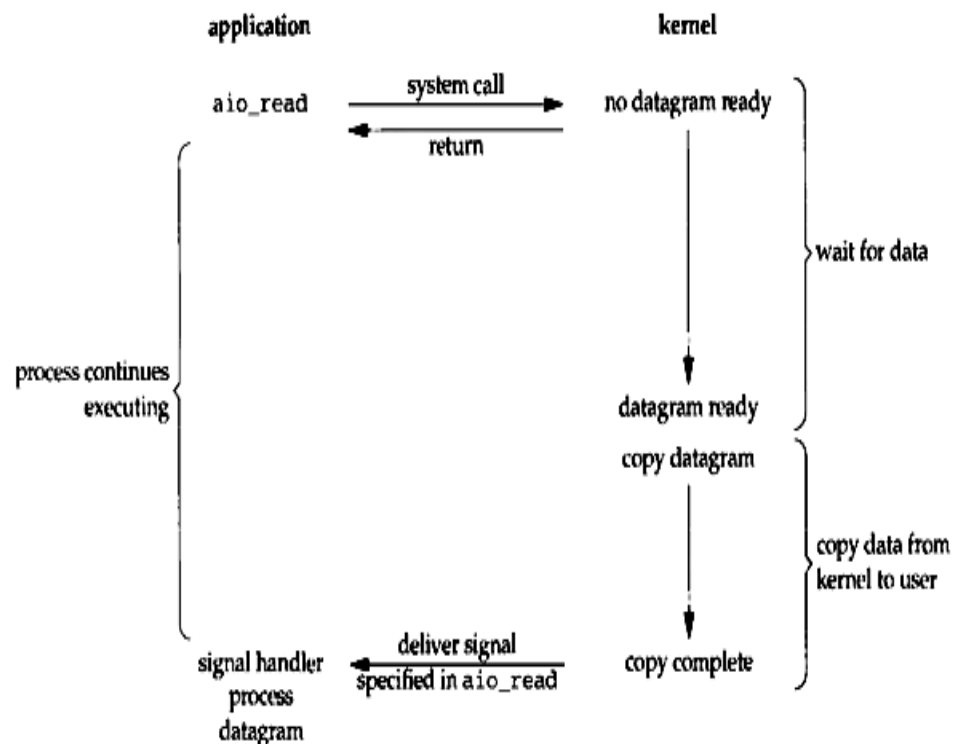 application
kernel
aio_read
system call
no datagram ready
return
wait for data
process continues
executing
datagram ready
copy datagram
copy data from
kernel to user
deliver signal
specified in aio_read
signal handler
process
datagram
copy complete